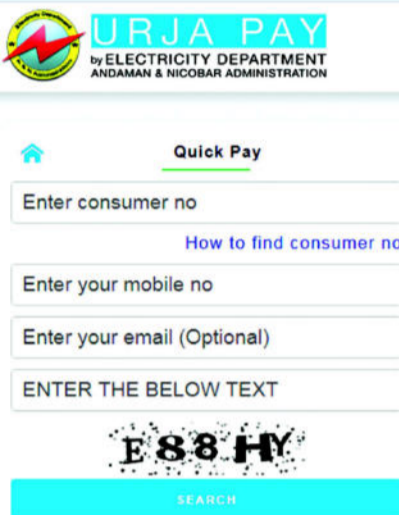 URJA PAY
by ELECTRICITY DEPARTMENT
ANDAMAN & NICOBAR ADMINISTRATION
Quick Pay
Enter consumer no
How to find consumer no
Enter your mobile no
Enter your email (Optional)
ENTER THE BELOW TEXT
E88HY
SEARCH